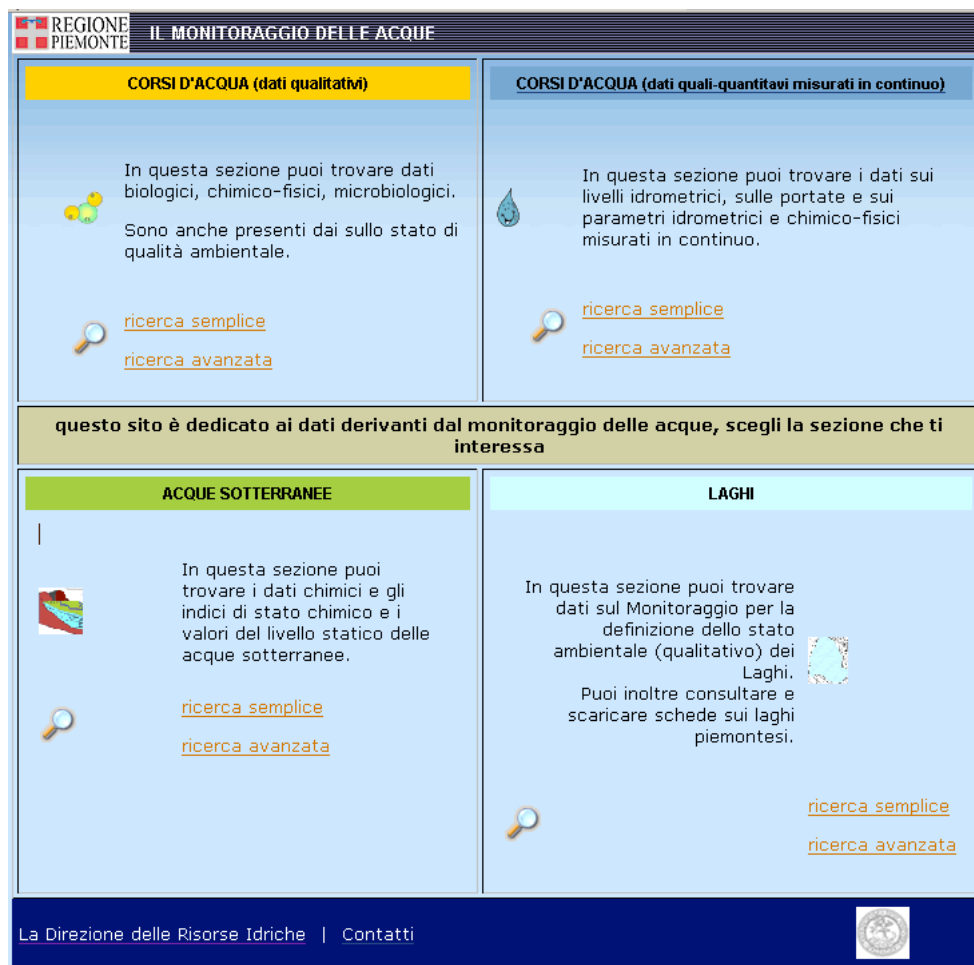 REGIONE
PIEMONTE
IL MONITORAGGIO DELLE ACQUE
CORSI D'ACQUA (dati qualitativi)
In questa sezione puoi trovare dati
biologici, chimico-fisici, microbiologici.
Sono anche presenti dai sullo stato di
qualità ambientale.
ricerca semplice
ricerca avanzata
CORSI D'ACQUA (dati quali-quantitavi misurati in continuo)
In questa sezione puoi trovare i dati sui
livelli idrometrici, sulle portate e sui
parametri idrometrici e chimico-fisici
misurati in continuo.
ricerca semplice
ricerca avanzata
questo sito è dedicato ai dati derivanti dal monitoraggio delle acque, scegli la sezione che ti
interessa
ACQUE SOTTERRANEE
In questa sezione puoi
trovare i dati chimici e gli
indici di stato chimico e i
valori del livello statico delle
acque sotterranee.
ricerca semplice
ricerca avanzata
LAGHI
In questa sezione puoi trovare
dati sul Monitoraggio per la
definizione dello stato
ambientale (qualitativo) dei
Laghi.
Puoi inoltre consultare e
scaricare schede sui laghi
piemontesi.
ricerca semplice
ricerca avanzata
La Direzione delle Risorse Idriche | Contatti